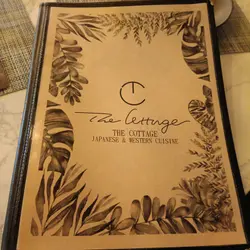 The Cottage
THE COTTAGE
JAPANESE & WESTERN CUISINE